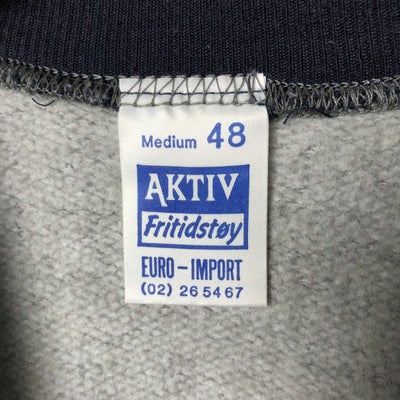 Medium 48
AKTIV
Fritidstøy
EURO-IMPORT
(02) 26 54 67